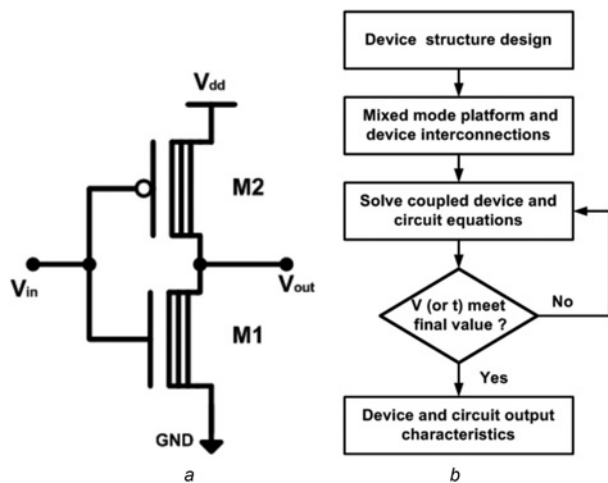 Vdd
M2
Vin
Vout
M1
GND
a
Device structure design
Mixed mode platform and
device interconnections
Solve coupled device and
circuit equations
V (or t) meet
final value ?
No
Yes
Device and circuit output
characteristics
b